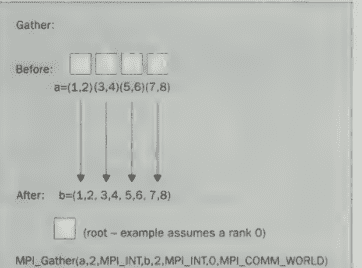 Gather:
Before:
a=(1,2)(3,4)(5,6)(7,8)
After: b=(1,2, 3,4, 5,6, 7,8)
(root – example assumes a rank 0)
MPI_Gather(a,2,MPI_INT,b,2,MPI_INT,0,MPI_COMM_WORLD)